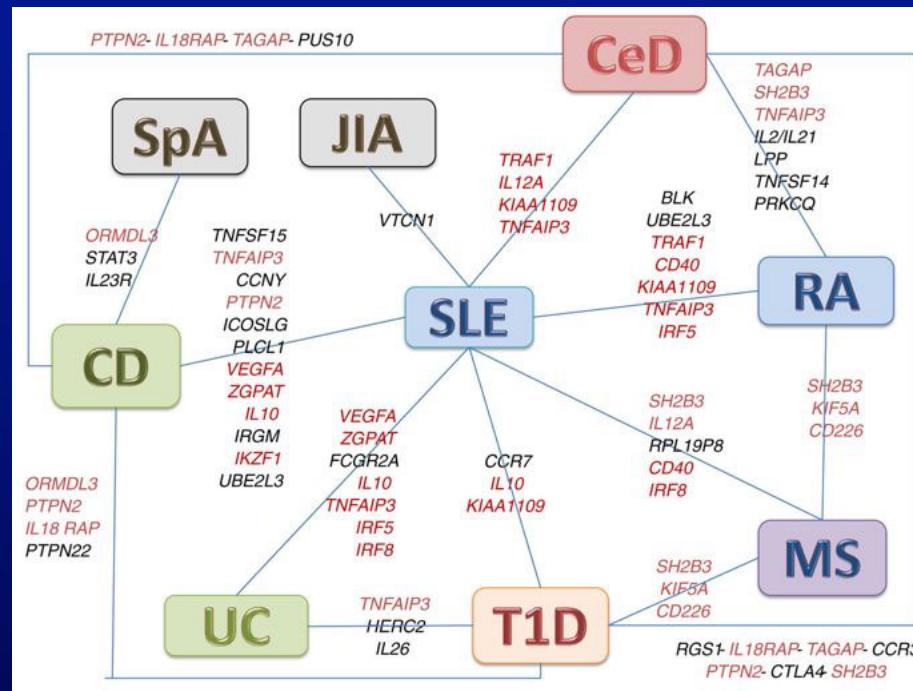 PTPN2- IL18RAP- TAGAP- PUS10
CeD
SpA
JIA
TAGAP
SH2B3
TNFAIP3
IL2/IL21
LPP
TNFSF14
PRKCQ
TRAF1
IL12A
KIAA1109
TNFAIP3
VTCN1
BLK
UBE2L3
TRAF1
CD40
KIAA1109
TNFAIP3
IRF5
ORMDL3
STAT3
IL23R
TNFSF15
TNFAIP3
CCNY
PTPN2
ICOSLG
PLCL1
VEGFA
ZGPAT
IL10
IRGM
IKZF1
UBE2L3
SLE
RA
CD
SH2B3
KIF5A
CD226
SH2B3
IL12A
RPL19P8
CD40
IRF8
VEGFA
ZGPAT
FCGR2A
IL10
TNFAIP3
IRF5
IRF8
CCR7
IL10
KIAA1109
ORMDL3
PTPN2
IL18 RAP
PTPN22
MS
SH2B3
KIF5A
CD226
UC
TNFAIP3
HERC2
IL26
T1D
RGS1- IL18RAP- TAGAP- CCR3
PTPN2- CTLA4- SH2B3